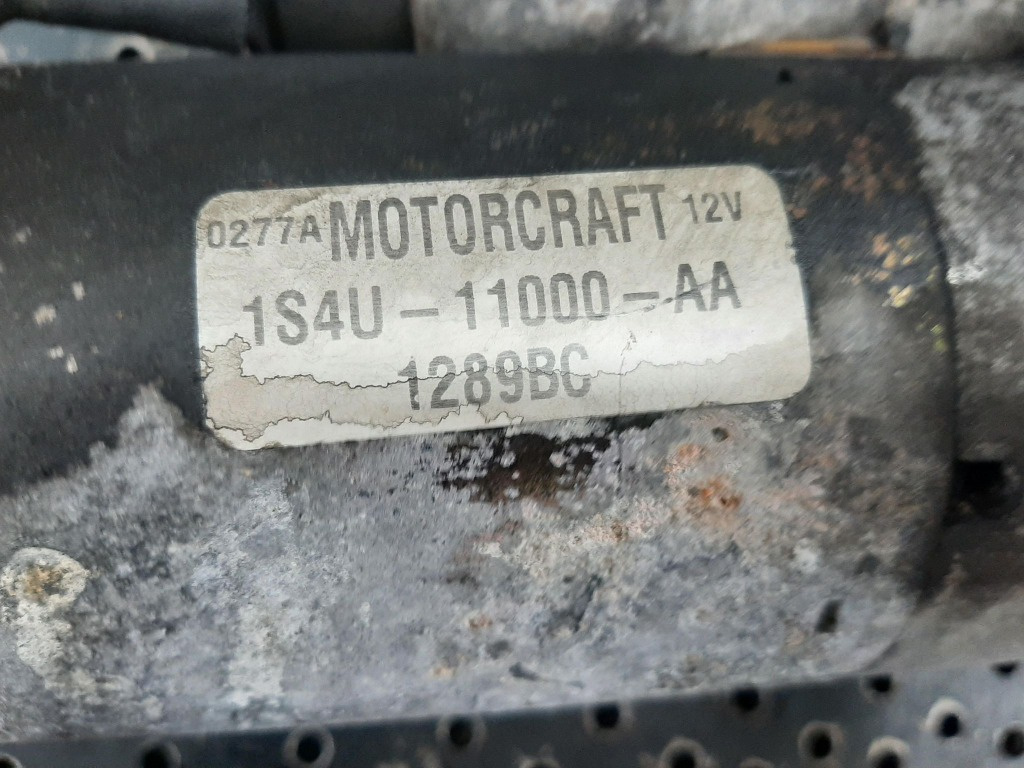 0277A MOTORCRAFT 12V
1S4U-11000-AA
1289BC